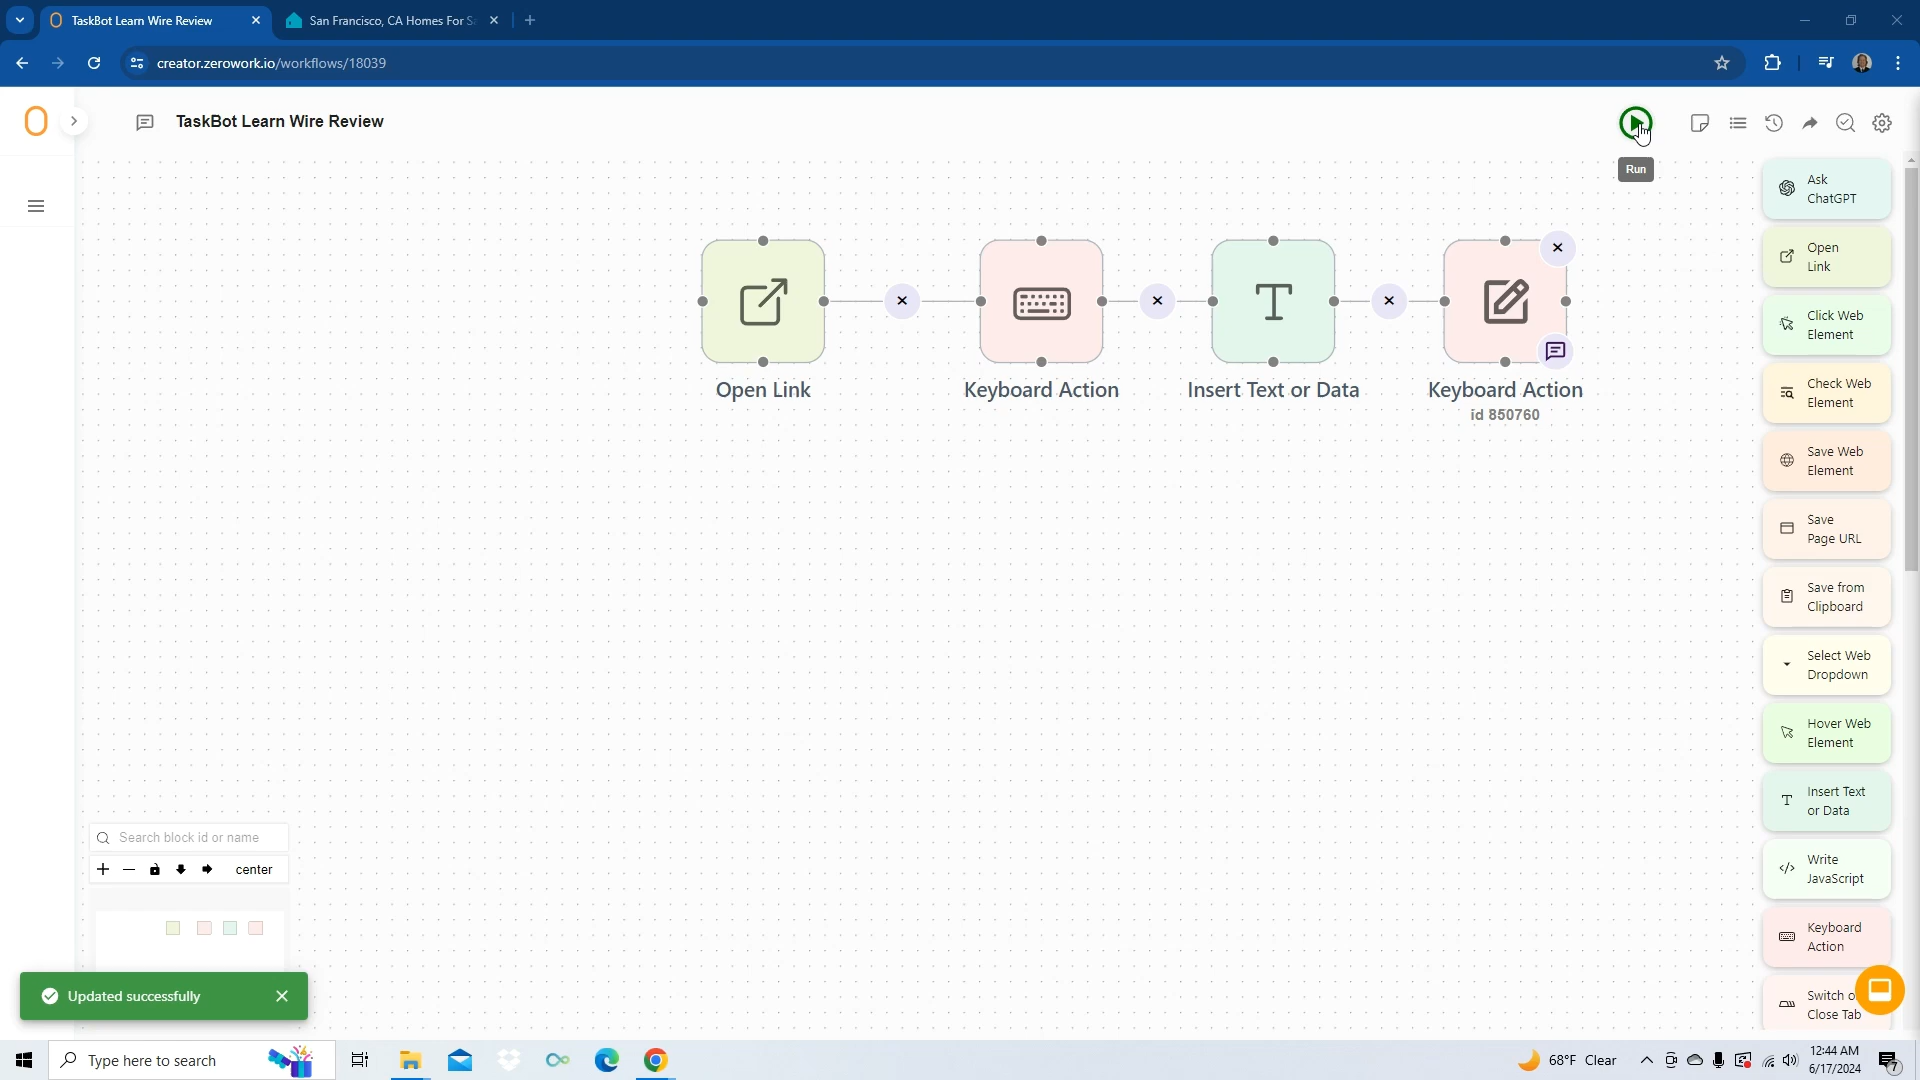 TaskBot Learn Wire Review
San Francisco, CA Homes For S
creator.zerowork.io/workflows/18039
TaskBot Learn Wire Review
Run
Ask
ChatGPT
Open
Link
Click Web
Element
Check Web
Element
Save Web
Element
Save
Page URL
Save from
Clipboard
Select Web
Dropdown
Hover Web
Element
Insert Text
or Data
Write
JavaScript
Keyboard
Action
Switch o
Close Tab
Open Link
Keyboard Action
Insert Text or Data
Keyboard Action
id 850760
Search block id or name
center
Updated successfully
Type here to search
68°F Clear
12:44 AM
6/17/2024
7